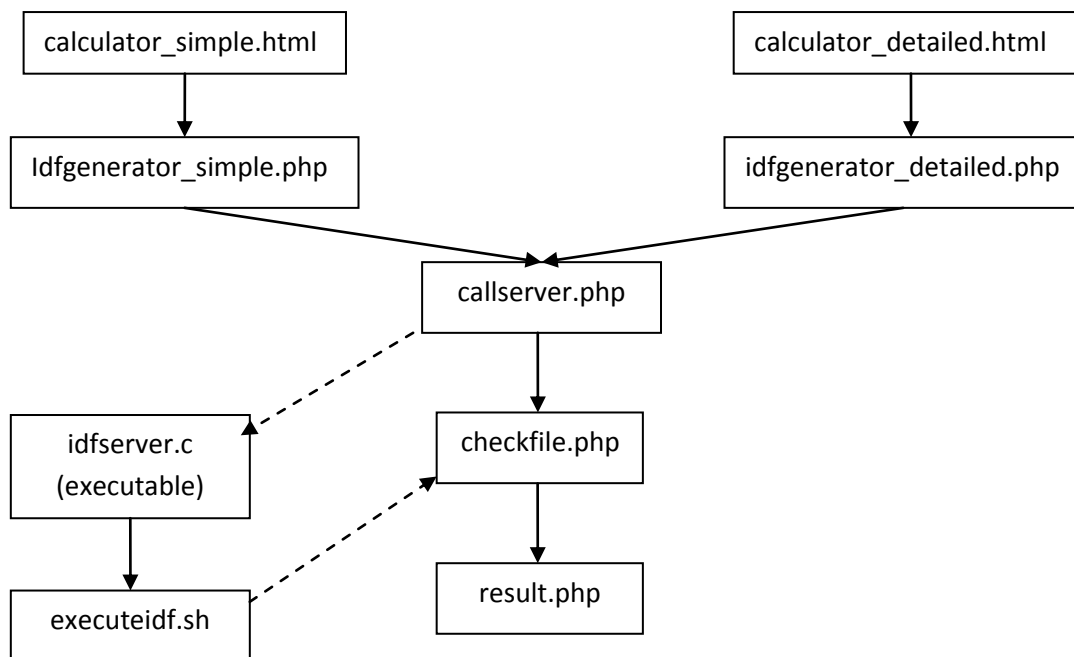 calculator_simple.html
calculator_detailed.html
Idfgenerator_simple.php
idfgenerator_detailed.php
callserver.php
idfserver.c
(executable)
checkfile.php
executeidf.sh
result.php